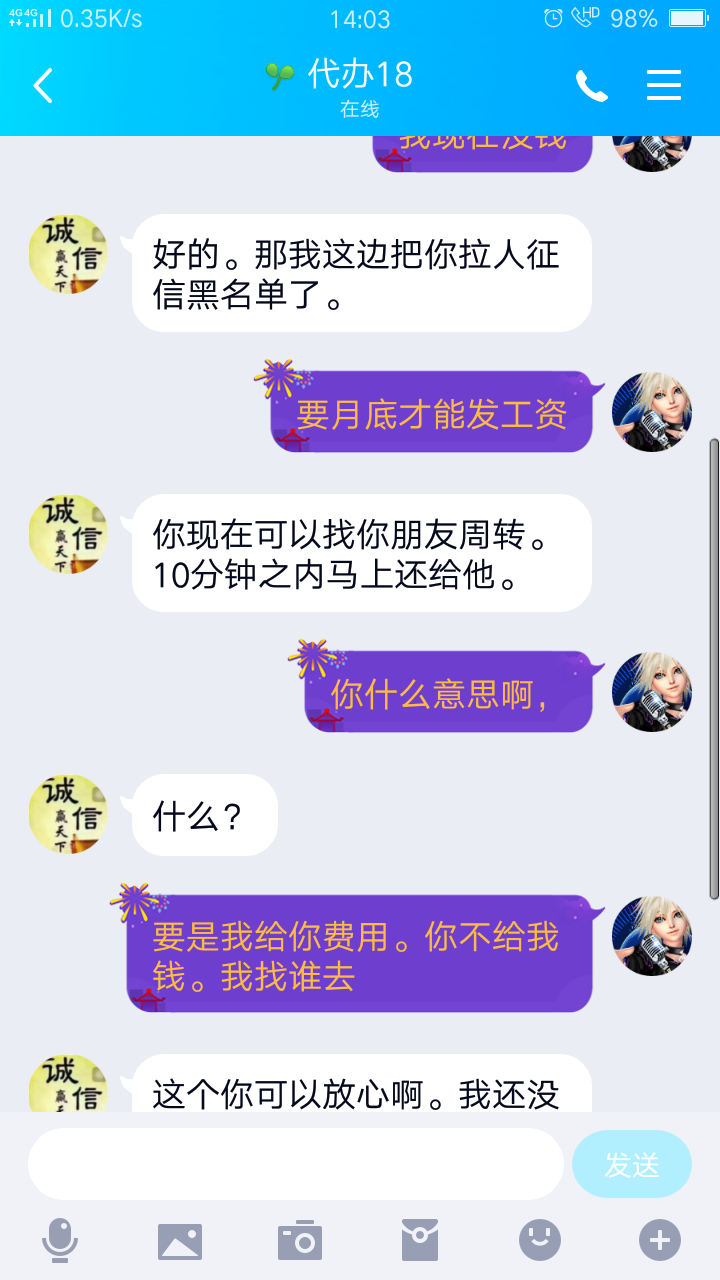 4G 4G 0.35K/s 14:03 HD 98%
代办18
在线
我现在没钱
诚信赢天下
好的。那我这边把你拉人征
信黑名单了。
要月底才能发工资
诚信赢天下
你现在可以找你朋友周转。
10分钟之内马上还给他。
你什么意思啊，
诚信赢天下
什么？
要是我给你费用。你不给我
钱。我找谁去
诚信赢
这个你可以放心啊。我还没
发送